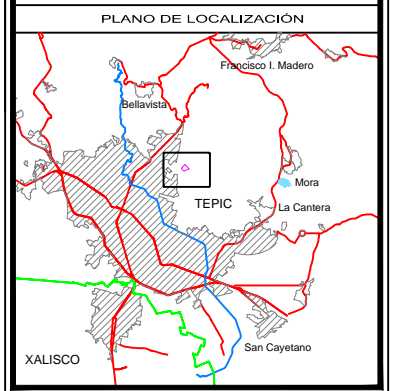 PLANO DE LOCALIZACIÓN
Francisco I. Madero
Bellavista
Mora
TEPIC
La Cantera
San Cayetano
XALISCO